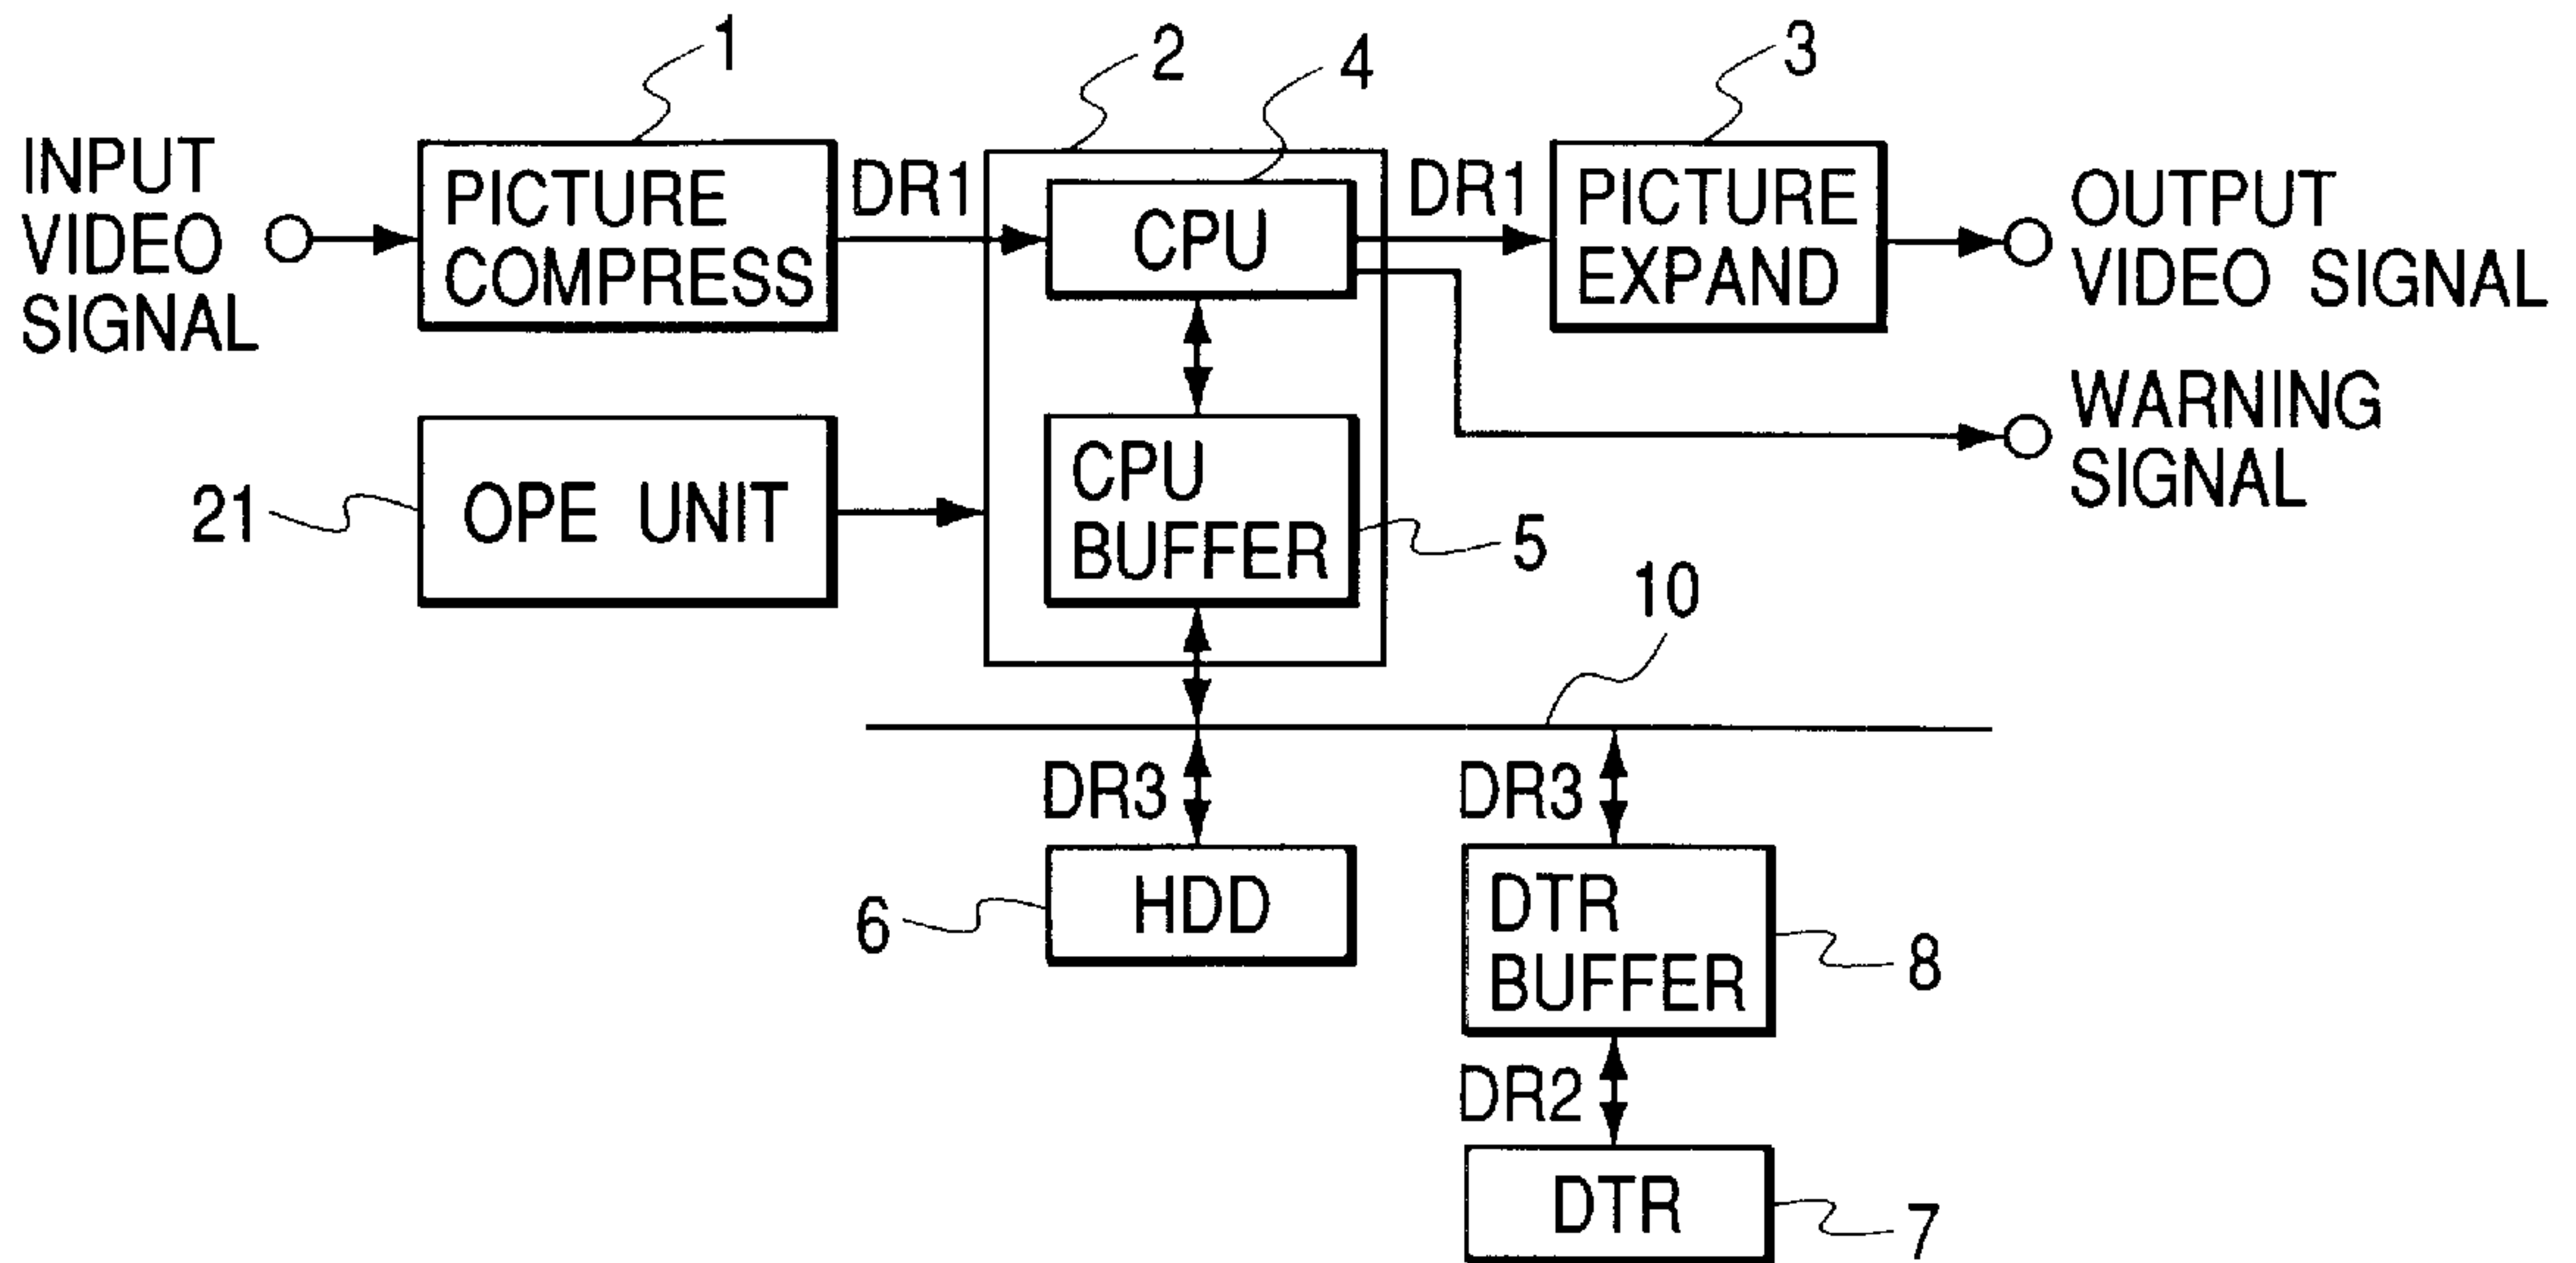 1
2
4
3
INPUT
VIDEO
SIGNAL
PICTURE
COMPRESS
DR1
CPU
DR1
PICTURE
EXPAND
OUTPUT
VIDEO SIGNAL
WARNING
SIGNAL
21
OPE UNIT
CPU
BUFFER
5
10
DR3
DR3
6
HDD
DTR
BUFFER
8
DR2
DTR
7